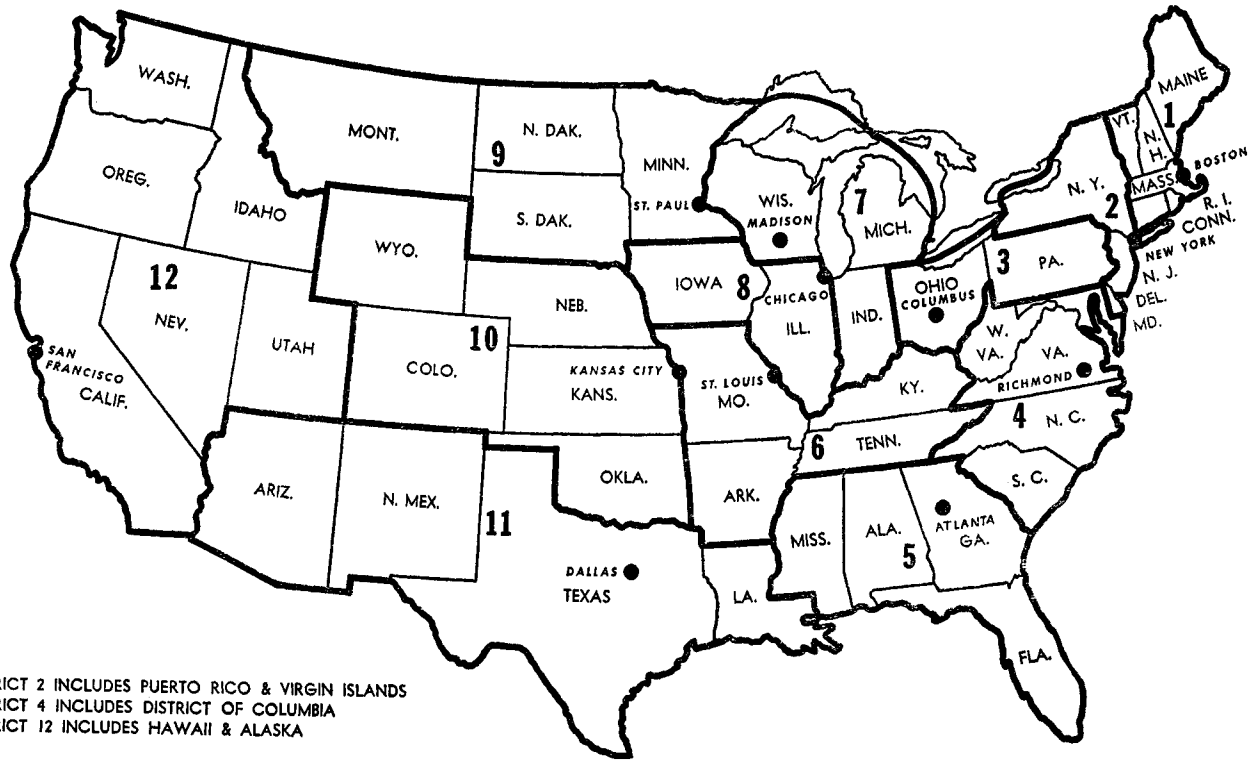 WASH.
OREG.
IDAHO
MONT.
N. DAK.
9
S. DAK.
MINN.
ST. PAUL
WIS.
MADISON
7
MICH.
MAINE
1
VT.
N.
H.
MASS.
BOSTON
R. I.
CONN.
N. Y.
2
NEW YORK
N. J.
DEL.
MD.
3
PA.
WYO.
12
NEV.
UTAH
SAN
FRANCISCO
CALIF.
10
COLO.
NEB.
IOWA
8
CHICAGO
ILL.
IND.
OHIO
COLUMBUS
W.
VA.
VA.
RICHMOND
KANSAS CITY
KANS.
ST. LOUIS
MO.
KY.
4
N. C.
6
TENN.
S. C.
ARIZ.
N. MEX.
OKLA.
ARK.
11
DALLAS
TEXAS
LA.
MISS.
ALA.
5
ATLANTA
GA.
FLA.
RICT 2 INCLUDES PUERTO RICO & VIRGIN ISLANDS
RICT 4 INCLUDES DISTRICT OF COLUMBIA
RICT 12 INCLUDES HAWAII & ALASKA